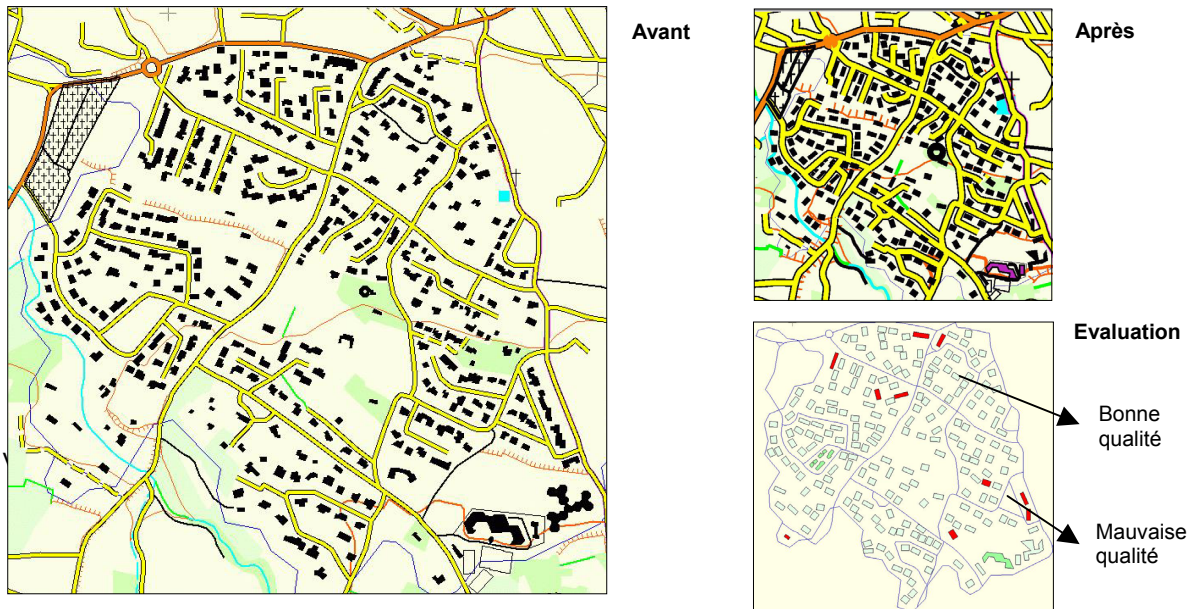 Avant
Après
Evaluation
Bonne
qualité
Mauvaise
qualité